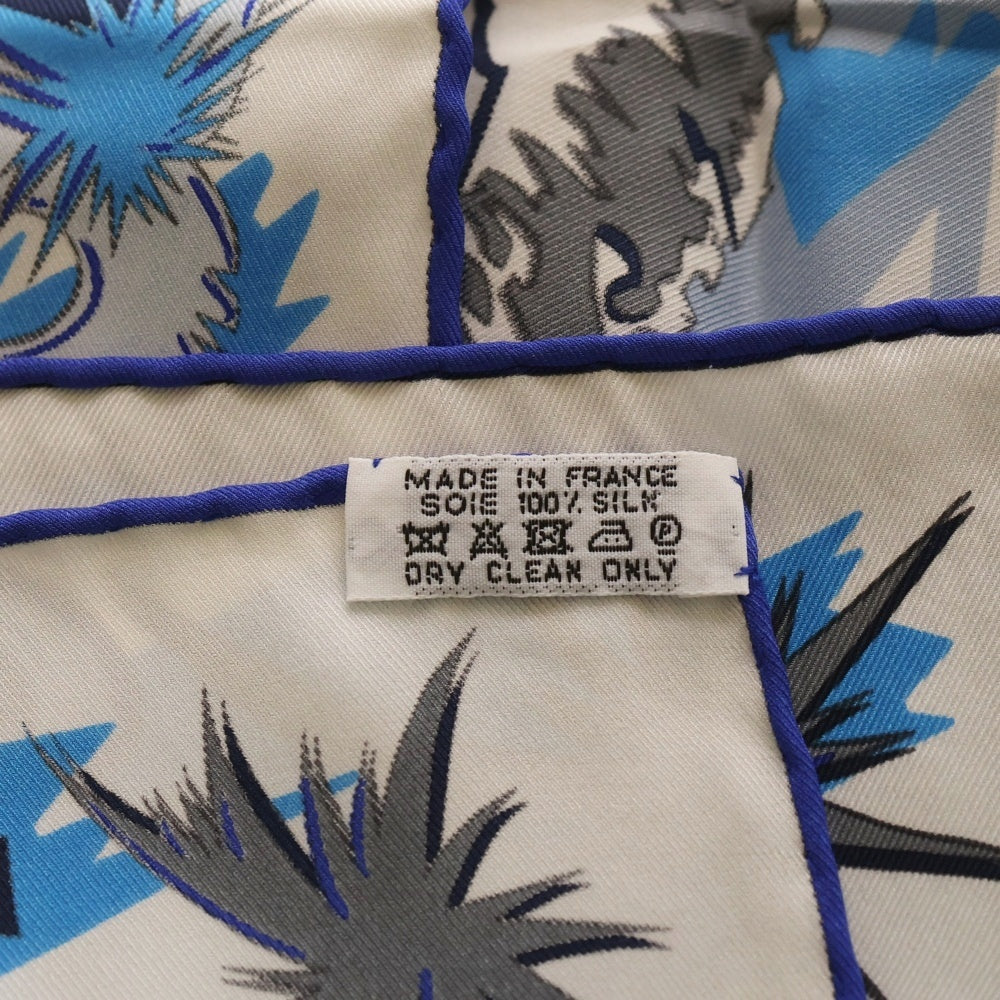 MADE IN FRANCE
SOIE 100% SILK
P
DRY CLEAN ONLY